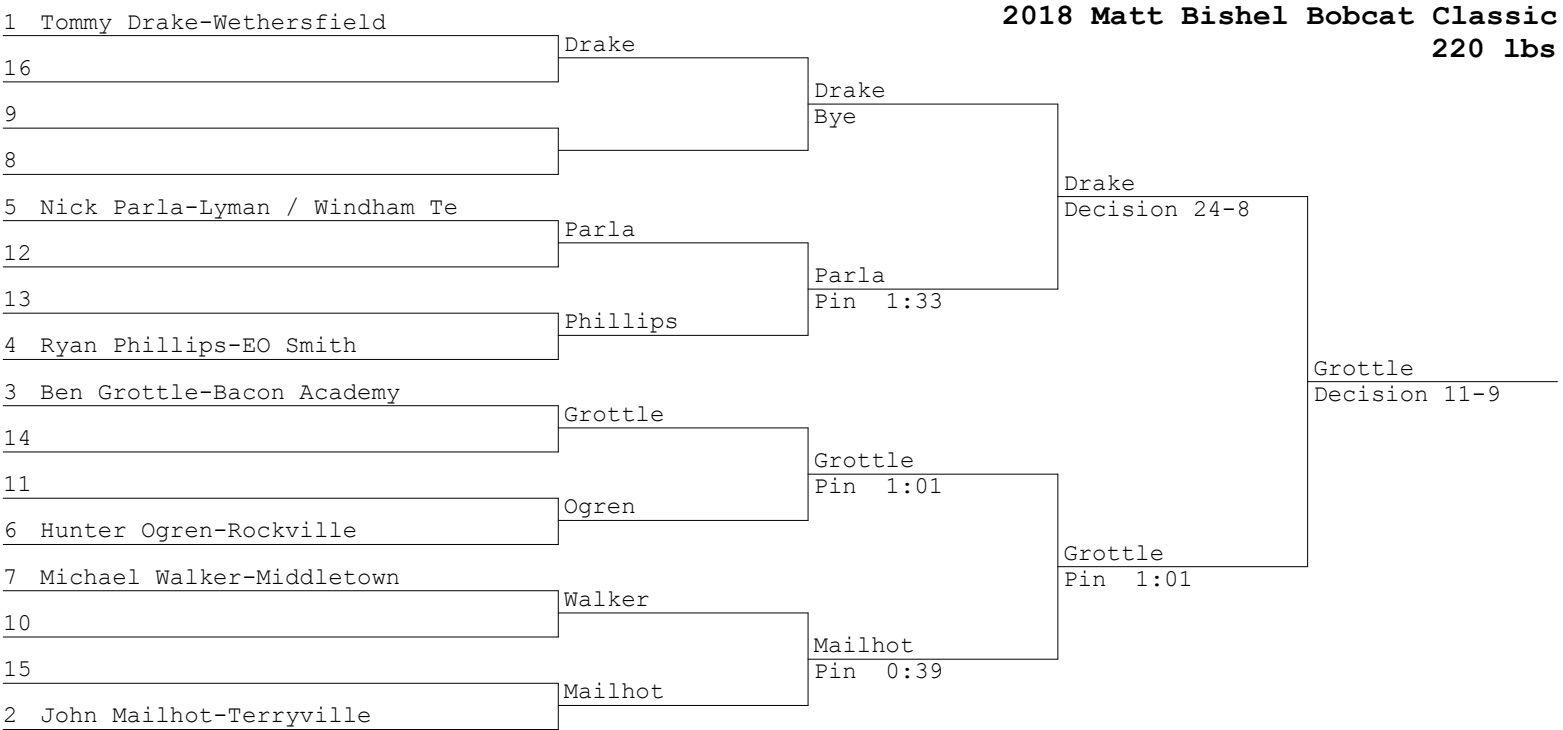 2018 Matt Bishel Bobcat Classic
220 lbs
1 Tommy Drake-Wethersfield
Drake
16
Drake
9
Bye
8
Drake
5 Nick Parla-Lyman / Windham Te
Decision 24-8
Parla
12
Parla
13
Pin 1:33
Phillips
4 Ryan Phillips-EO Smith
Grottle
3 Ben Grottle-Bacon Academy
Decision 11-9
Grottle
14
Grottle
11
Pin 1:01
Ogren
6 Hunter Ogren-Rockville
Grottle
7 Michael Walker-Middletown
Pin 1:01
Walker
10
Mailhot
15
Pin 0:39
Mailhot
2 John Mailhot-Terryville